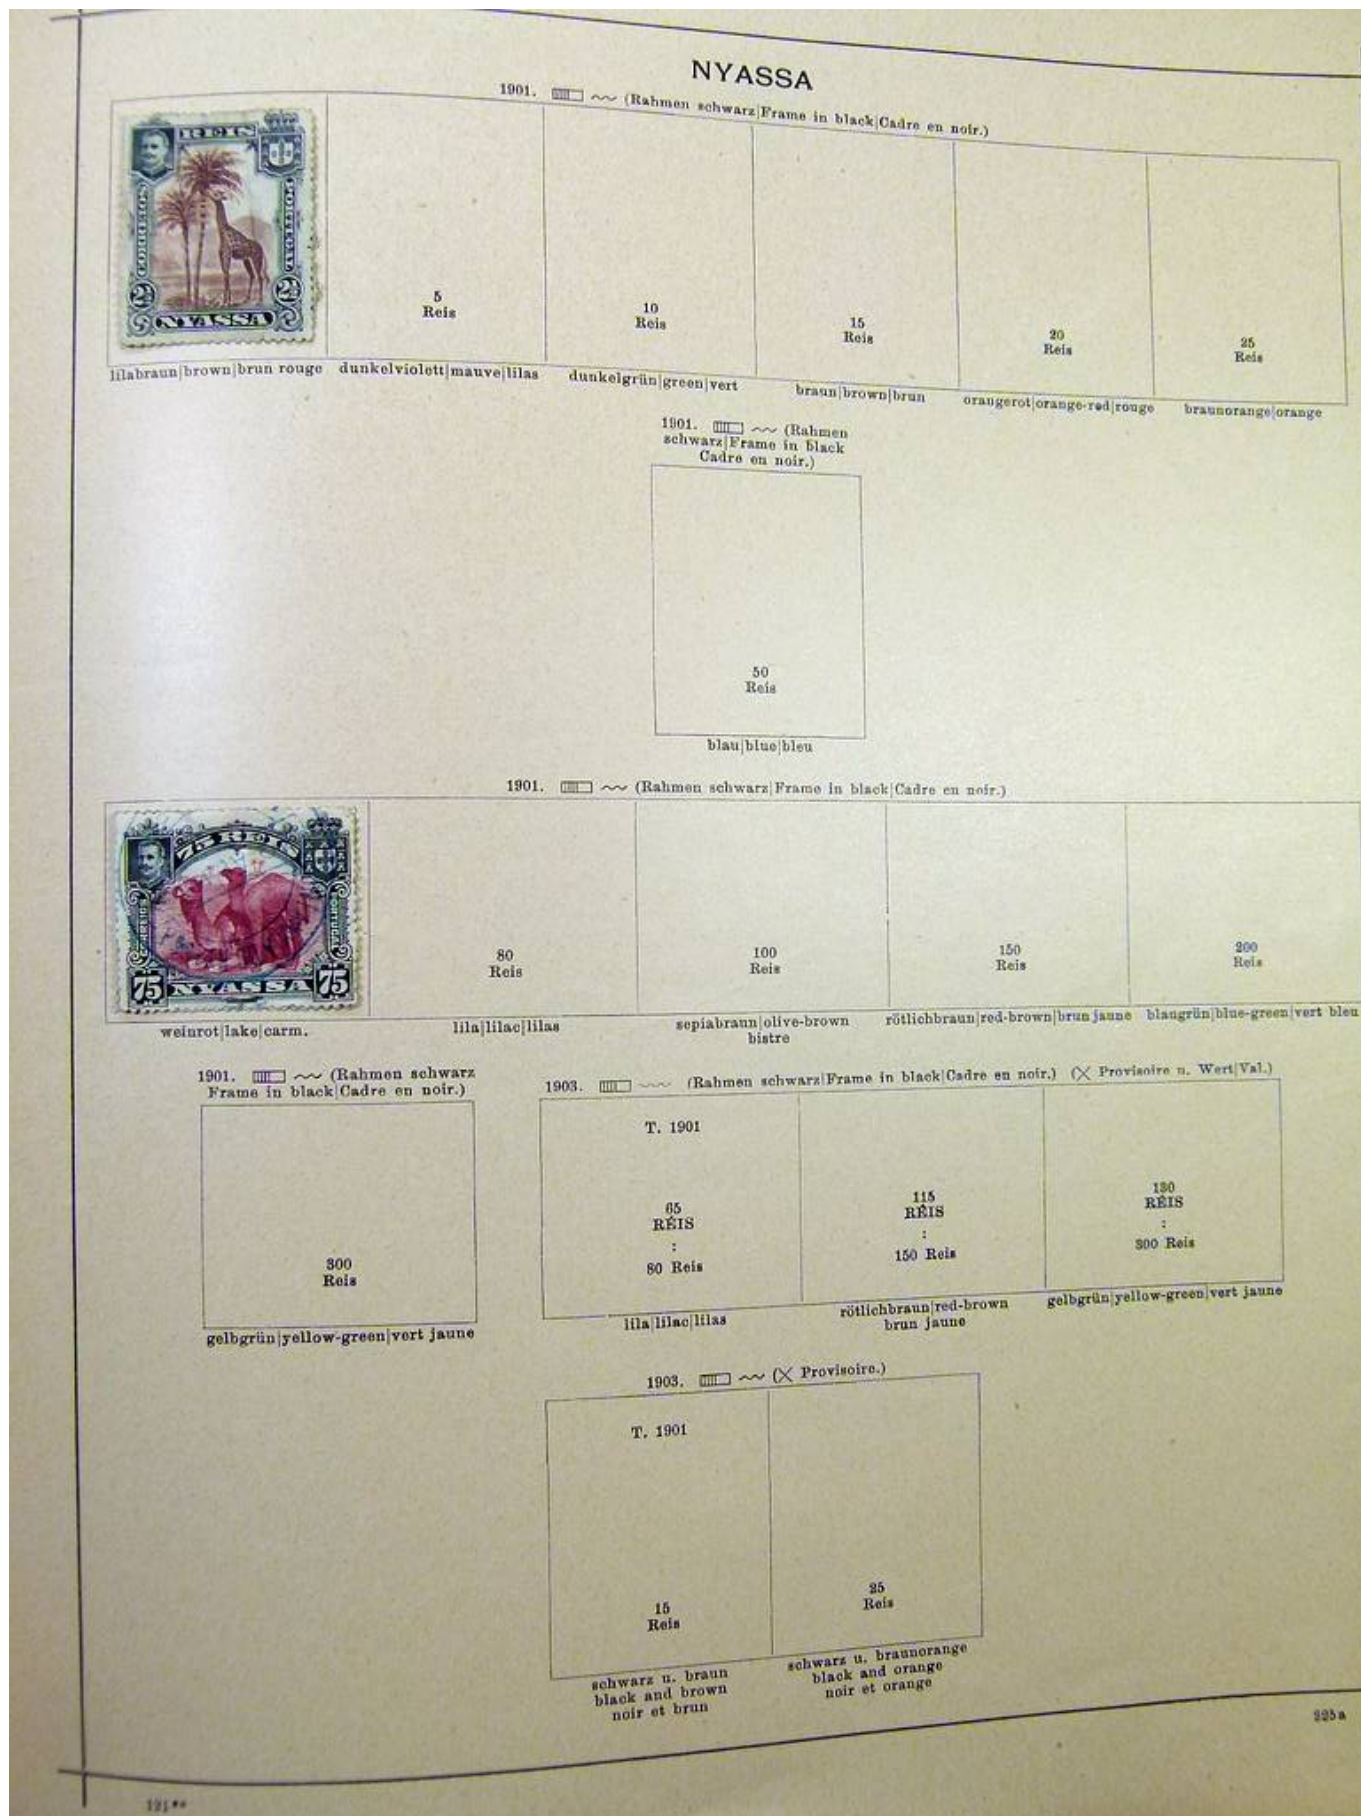 NYASSA
1901. (Rahmen schwarz|Frame in black|Cadre en noir.)
REIS
CORREIOS
PORTUGAL
2½ 2½
NYASSA
5
Reis
10
Reis
15
Reis
20
Reis
25
Reis
lilabraun|brown|brun rouge
dunkelviolett|mauve|lilas
dunkelgrün|green|vert
braun|brown|brun
orangerot|orange-red|rouge
braunorange|orange
1901. (Rahmen
schwarz|Frame in black
Cadre en noir.)
50
Reis
blau|blue|bleu
1901. (Rahmen schwarz|Frame in black|Cadre en noir.)
75 REIS
CORREIOS
PORTUGAL
75 NYASSA 75
80
Reis
100
Reis
150
Reis
200
Reis
weinrot|lake|carm.
lila|lilac|lilas
sepiabraun|olive-brown
bistre
rötlichbraun|red-brown|brun jaune
blaugrün|blue-green|vert bleu
1901. (Rahmen schwarz
Frame in black|Cadre en noir.)
300
Reis
gelbgrün|yellow-green|vert jaune
1903. (Rahmen schwarz|Frame in black|Cadre en noir.) (X Provisoire n. Wert|Val.)
T. 1901
65
RÉIS
:
80 Reis
115
RÉIS
:
150 Reis
130
RÉIS
:
300 Reis
lila|lilac|lilas
rötlichbraun|red-brown
brun jaune
gelbgrün|yellow-green|vert jaune
1903. (X Provisoire.)
T. 1901
15
Reis
25
Reis
schwarz u. braun
black and brown
noir et brun
schwarz u. braunorange
black and orange
noir et orange
225a